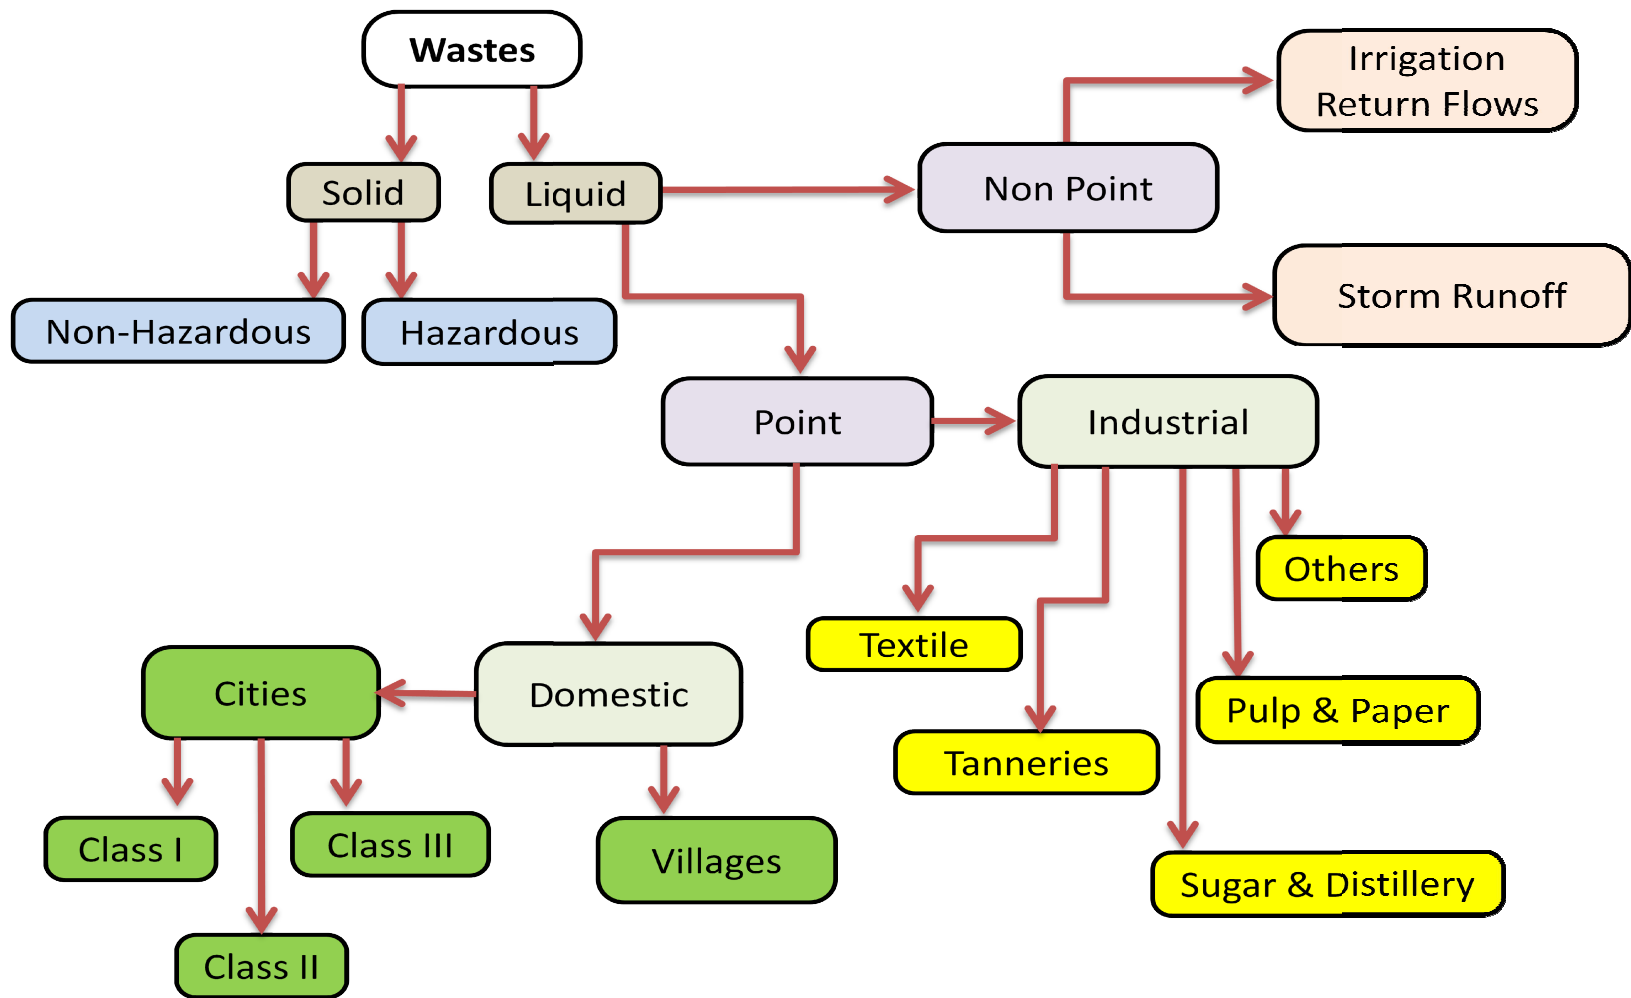 Wastes
Irrigation
Return Flows
Solid
Liquid
Non Point
Non-Hazardous
Hazardous
Storm Runoff
Point
Industrial
Others
Textile
Cities
Domestic
Pulp & Paper
Tanneries
Class I
Class III
Villages
Sugar & Distillery
Class II